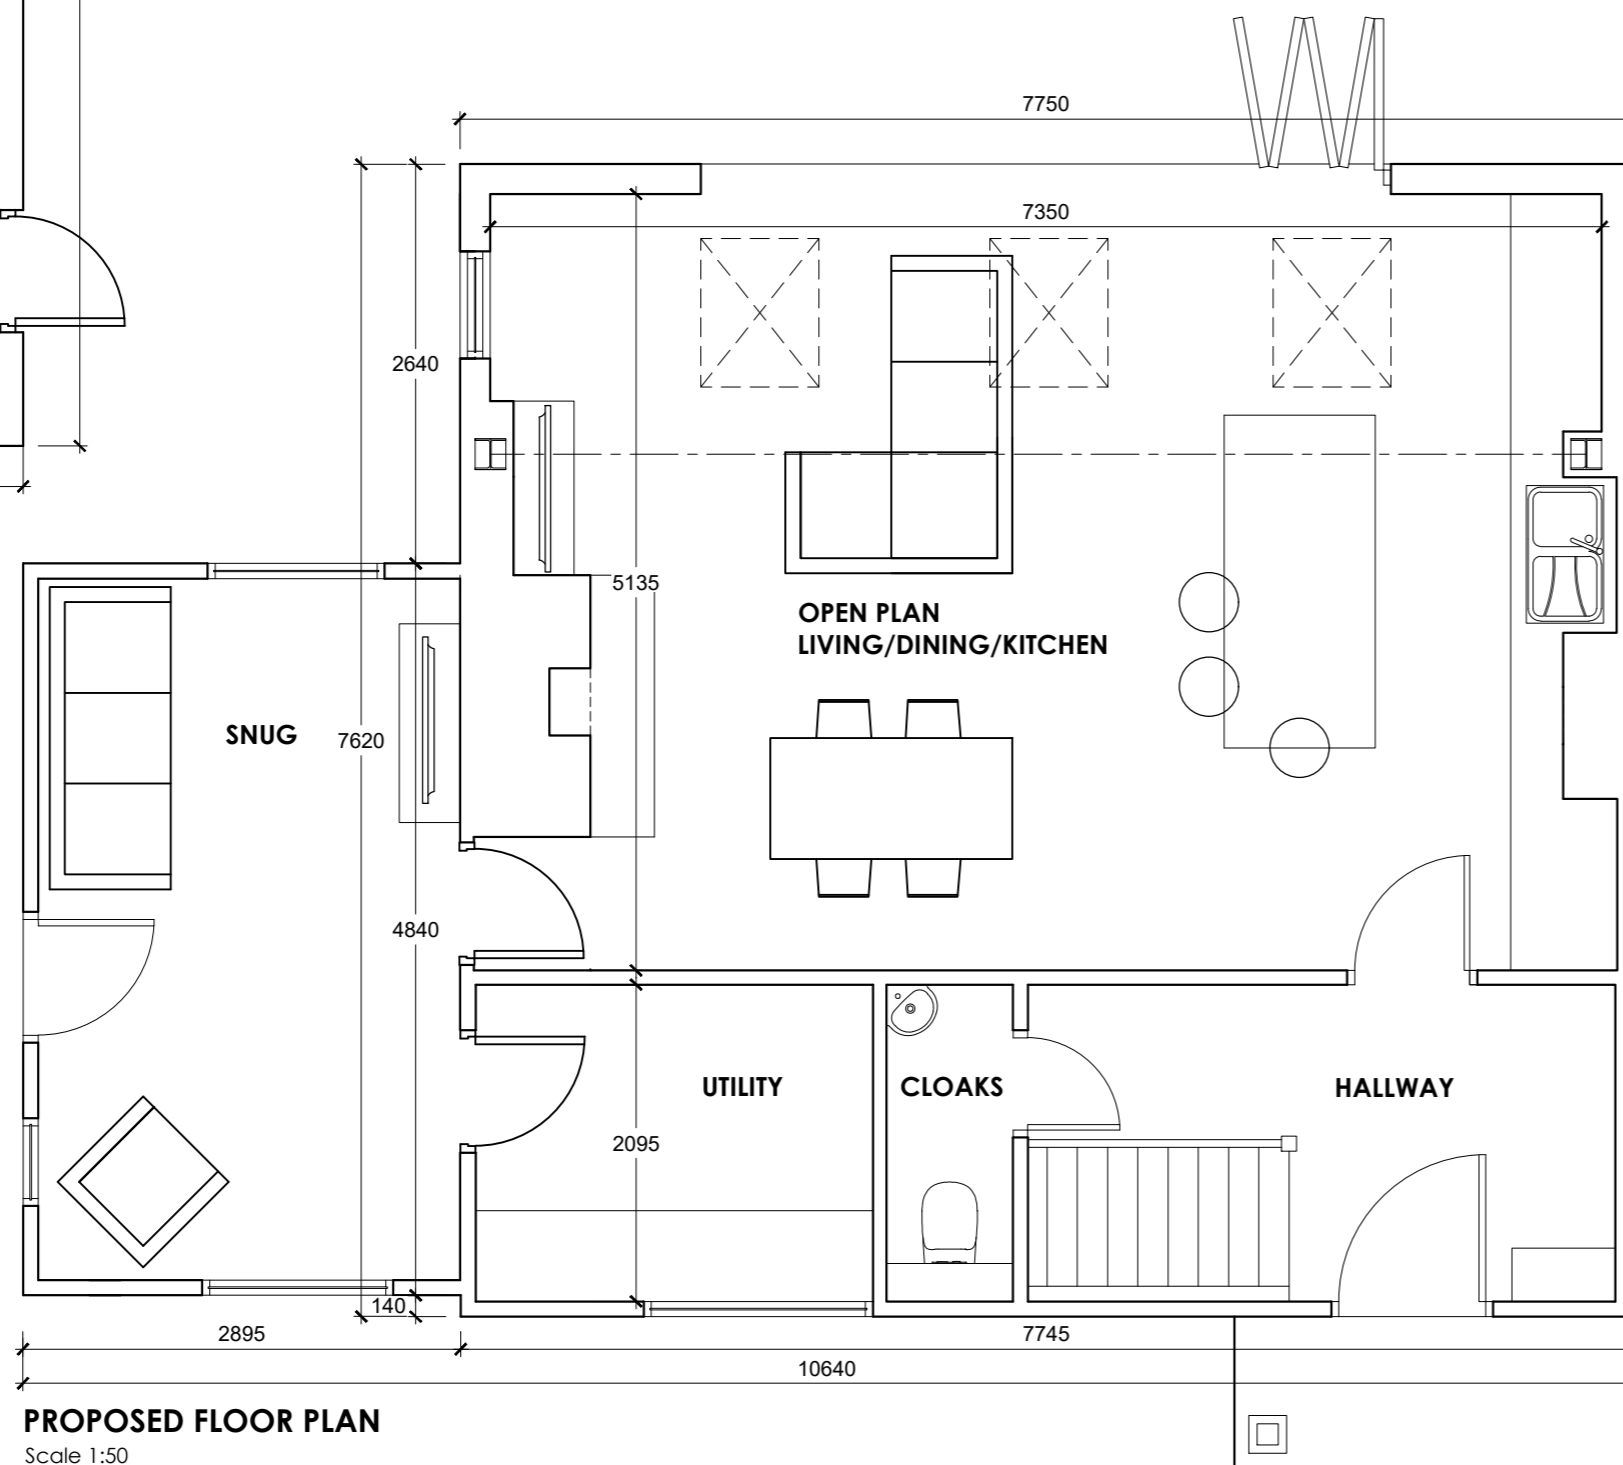 7750
7350
2640
5135
OPEN PLAN
LIVING/DINING/KITCHEN
SNUG
7620
4840
UTILITY
CLOAKS
HALLWAY
2095
140
2895
7745
10640
PROPOSED FLOOR PLAN
Scale 1:50